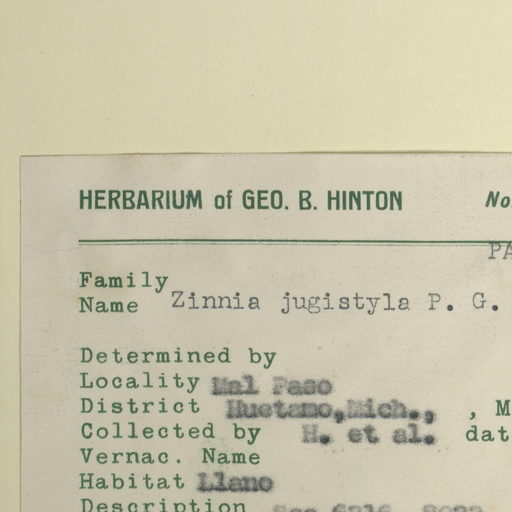 HERBARIUM of GEO. B. HINTON No.
PA
Family
Name Zinnia jugistyla P. G.
Determined by
Locality Mal Paso
District Huetamo, Mich., , M
Collected by H. et al. dat
Vernac. Name
Habitat Llano
Description See